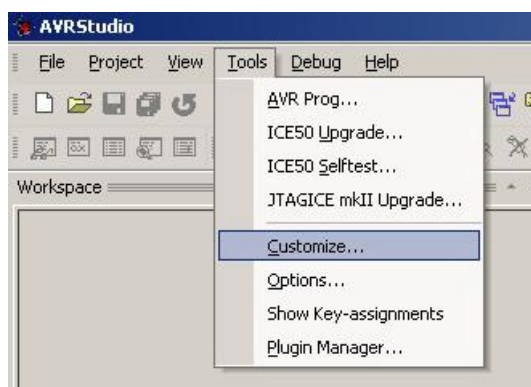 AVRStudio
File Project View Tools Debug Help
AVR Prog...
ICE50 Upgrade...
ICE50 Selftest...
JTAGICE mkII Upgrade...
Workspace
Customize...
Options...
Show Key-assignments
Plugin Manager...